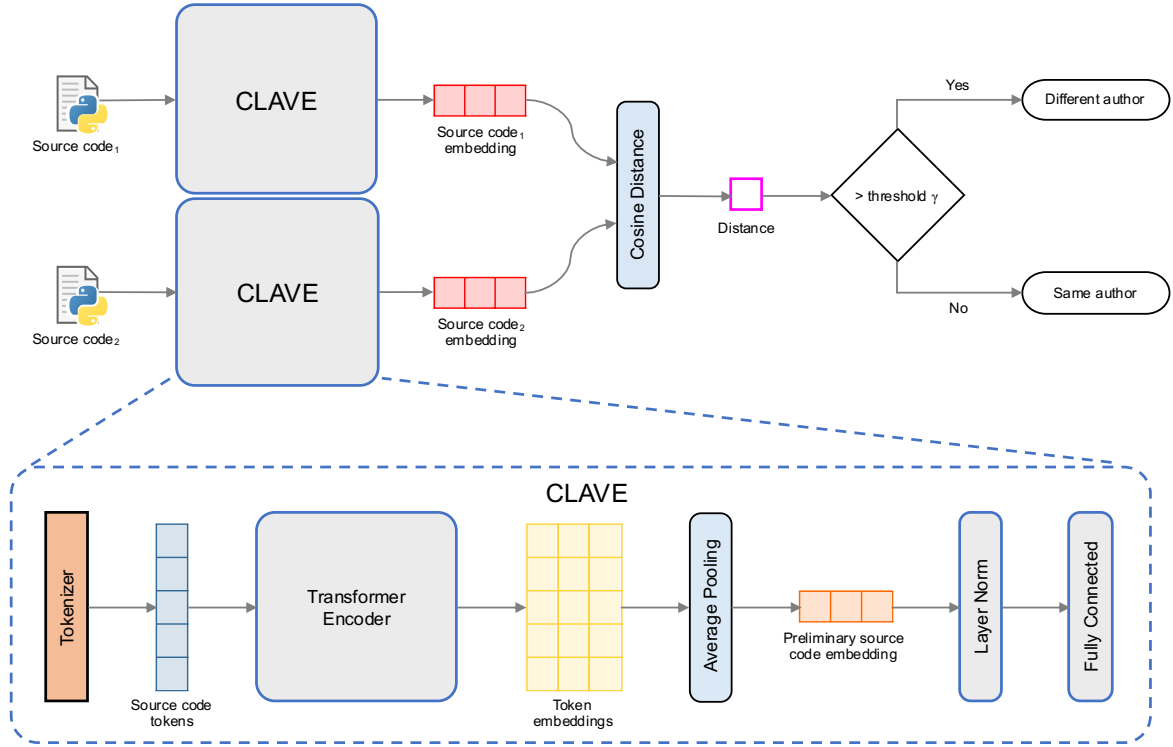 CLAVE
Source code₁
Source code₁
embedding
Cosine Distance
Distance
> threshold γ
Yes
Different author
CLAVE
Source code₂
Source code₂
embedding
No
Same author
CLAVE
Tokenizer
Source code
tokens
Transformer
Encoder
Token
embeddings
Average Pooling
Preliminary source
code embedding
Layer Norm
Fully Connected